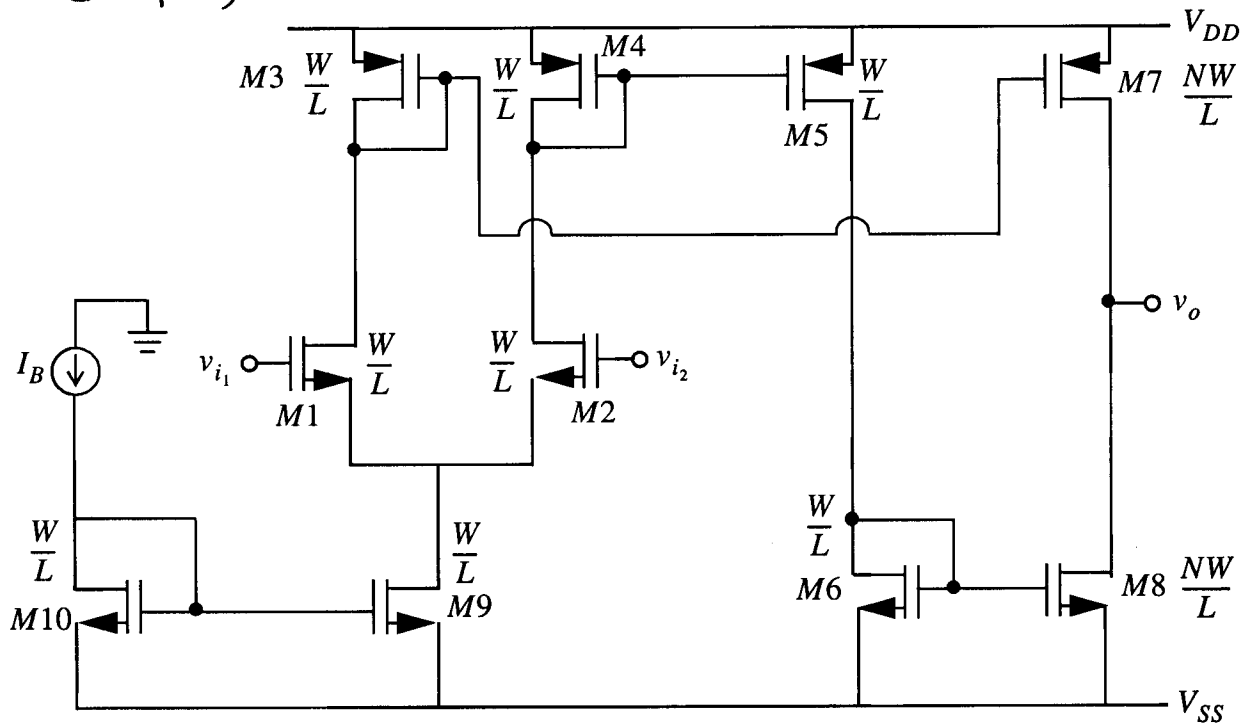 V_DD
M3 W/L
W/L M4
W/L M5
M7 NW/L
I_B
v_i1 W/L M1
W/L v_i2 M2
v_o
W/L M10
W/L M9
W/L M6
M8 NW/L
V_SS